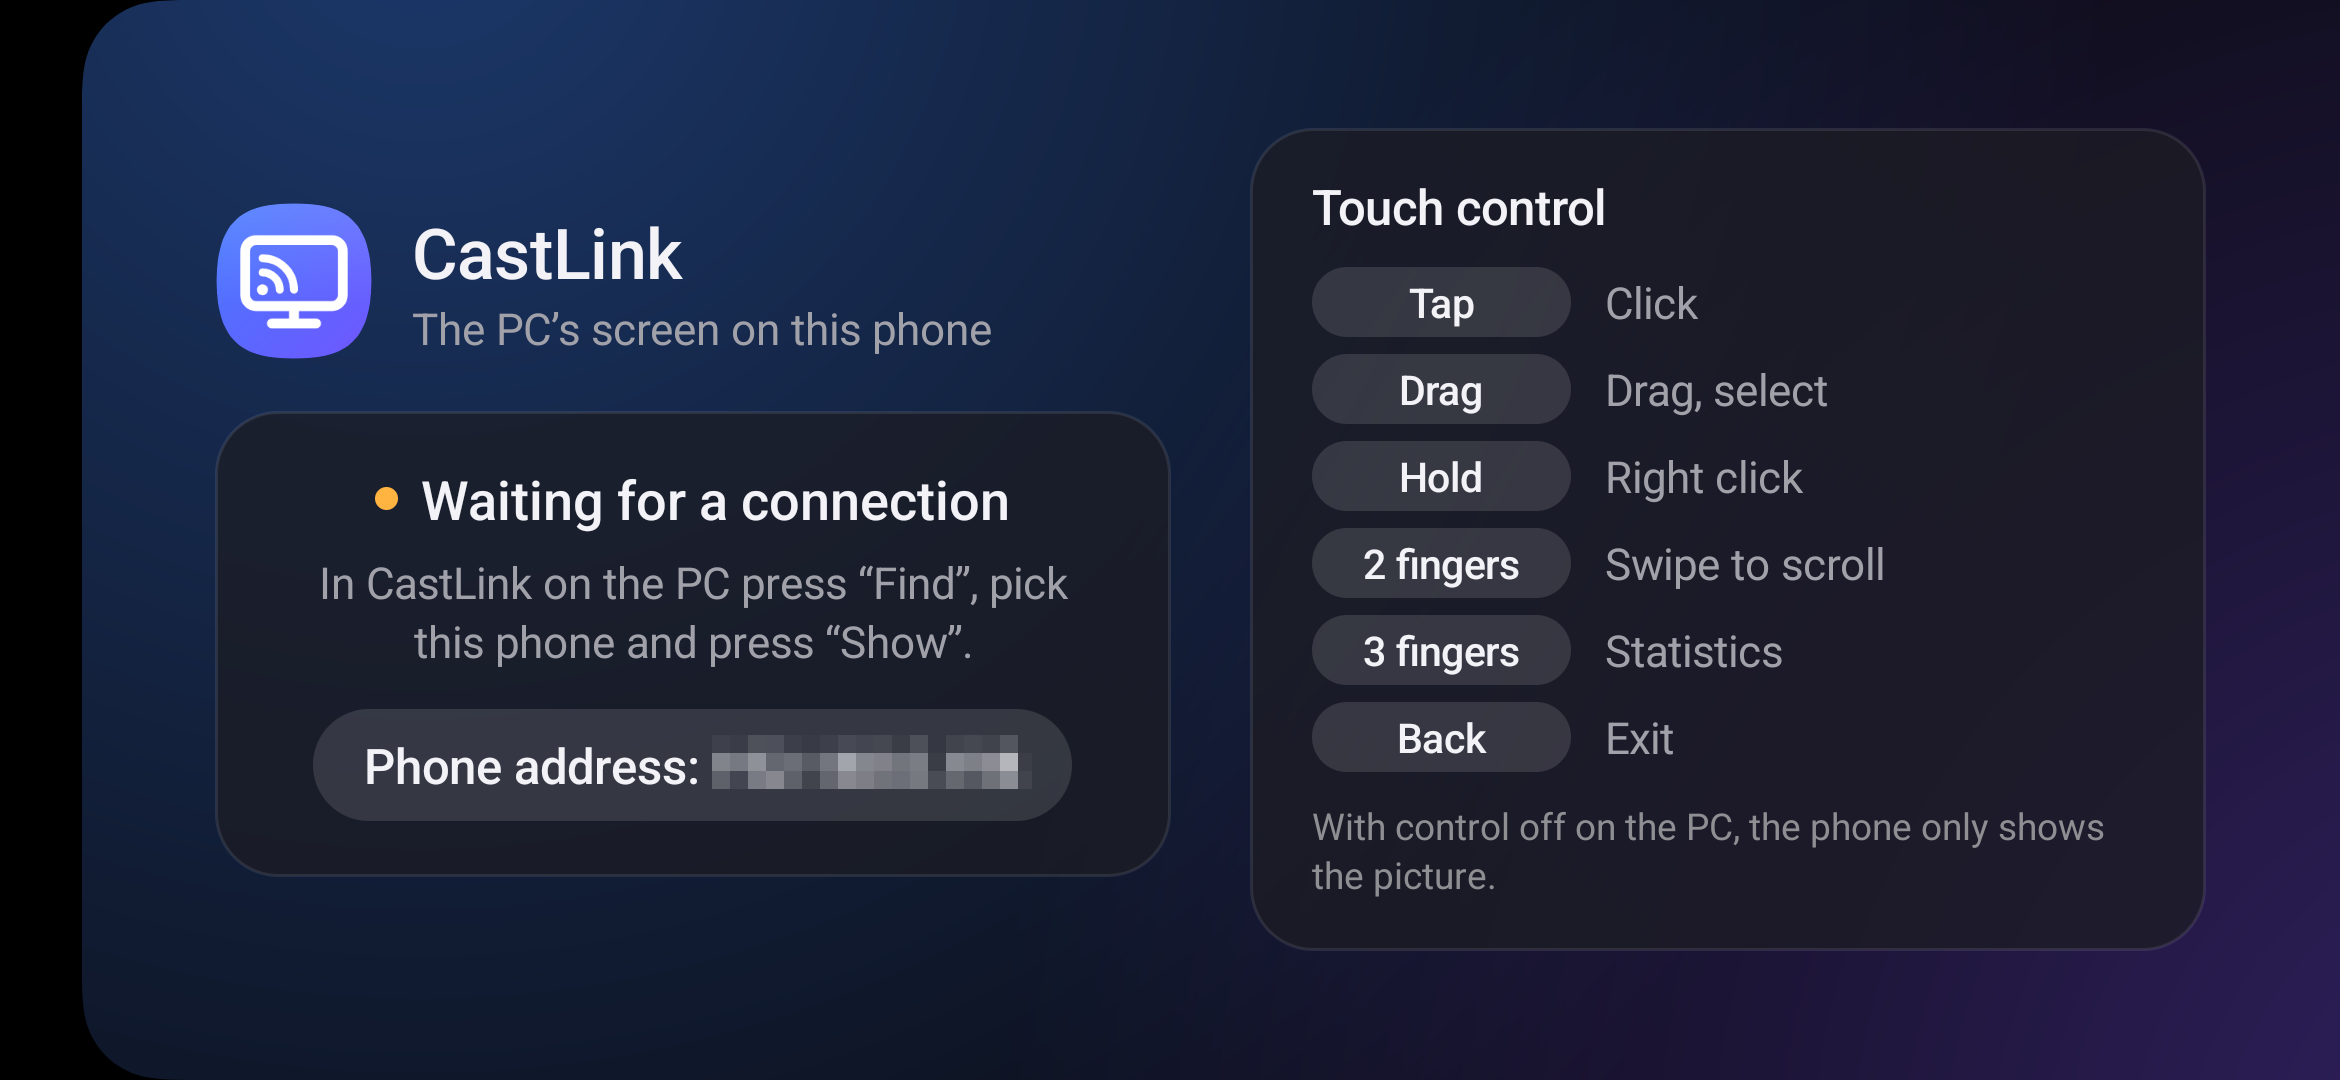 CastLink
The PC’s screen on this phone
Waiting for a connection
In CastLink on the PC press “Find”, pick
this phone and press “Show”.
Phone address:
Touch control
Tap Click
Drag Drag, select
Hold Right click
2 fingers Swipe to scroll
3 fingers Statistics
Back Exit
With control off on the PC, the phone only shows
the picture.